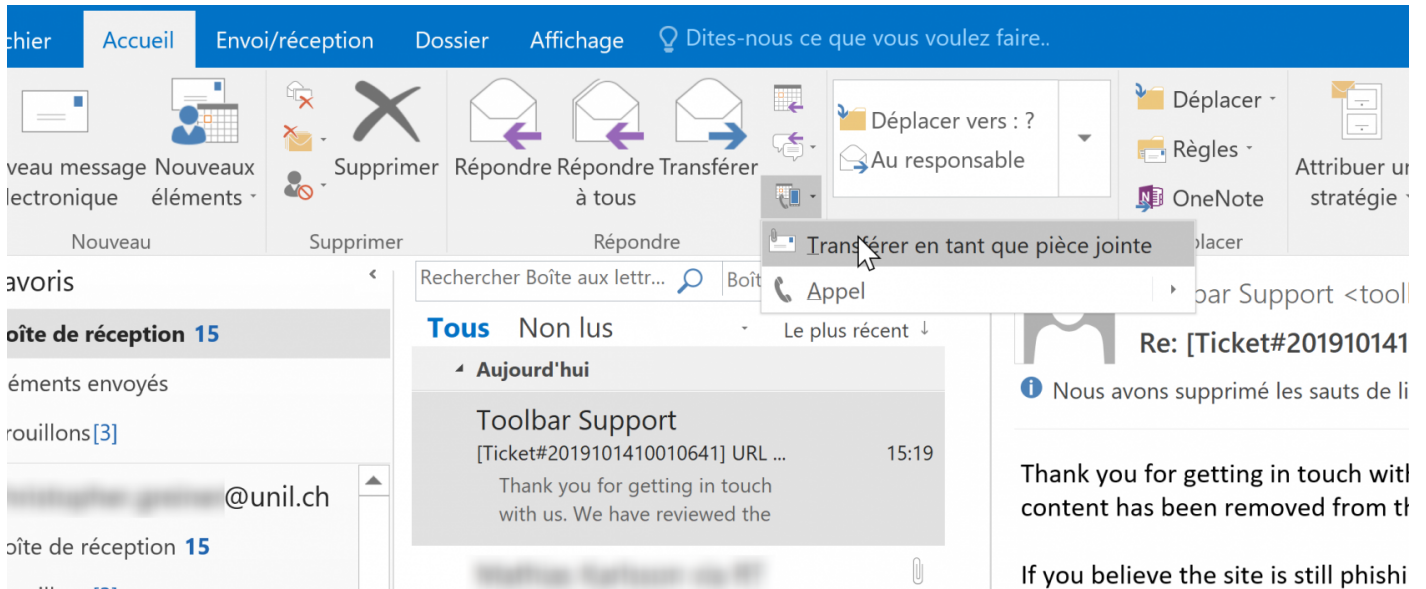 chier Accueil Envoi/réception Dossier Affichage Dites-nous ce que vous voulez faire..
veau message
lectronique
Nouveaux
éléments
Nouveau
Supprimer
Supprimer
Répondre
Répondre
à tous
Transférer
Répondre
Déplacer vers : ?
Au responsable
Déplacer
Règles
OneNote
placer
Attribuer un
stratégie
Transférer en tant que pièce jointe
Appel
avoris
oîte de réception 15
éments envoyés
rouillons[3]
@unil.ch
oîte de réception 15
Rechercher Boîte aux lettr... Boît
Tous Non lus Le plus récent ↓
Aujourd'hui
Toolbar Support
[Ticket#2019101410010641] URL ... 15:19
Thank you for getting in touch
with us. We have reviewed the
bar Support <tool
Re: [Ticket#201910141
Nous avons supprimé les sauts de li
Thank you for getting in touch with
content has been removed from th
If you believe the site is still phishi